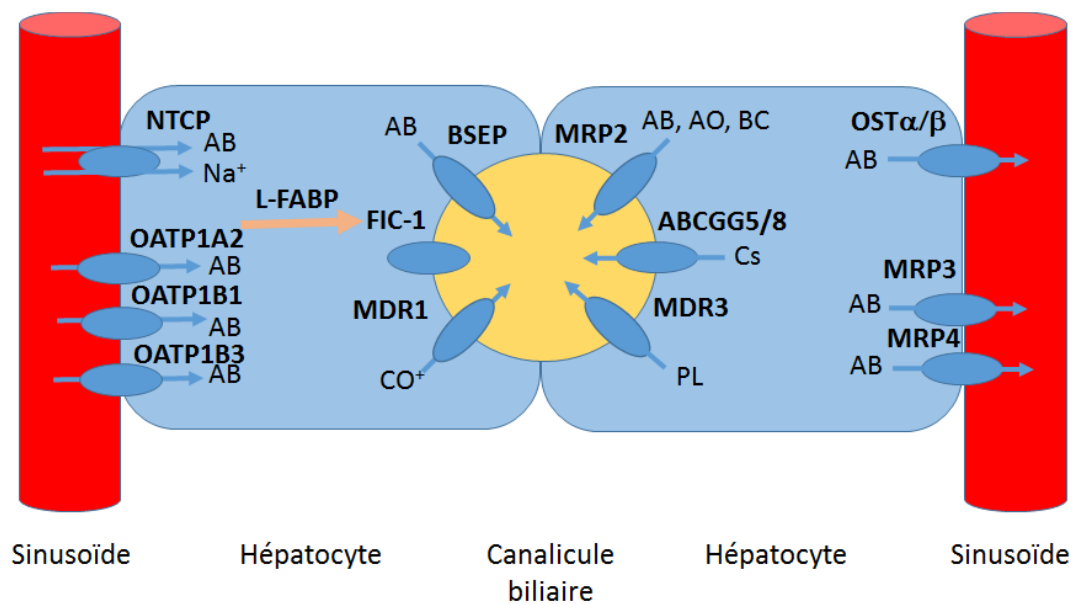 NTCP
AB
Na⁺
L-FABP
OATP1A2
AB
OATP1B1
AB
OATP1B3
AB
AB
BSEP
FIC-1
MDR1
CO⁺
MRP2
AB, AO, BC
ABCGG5/8
Cs
MDR3
PL
OSTα/β
AB
MRP3
AB
MRP4
AB
Sinusoïde
Hépatocyte
Canalicule
biliaire
Hépatocyte
Sinusoïde